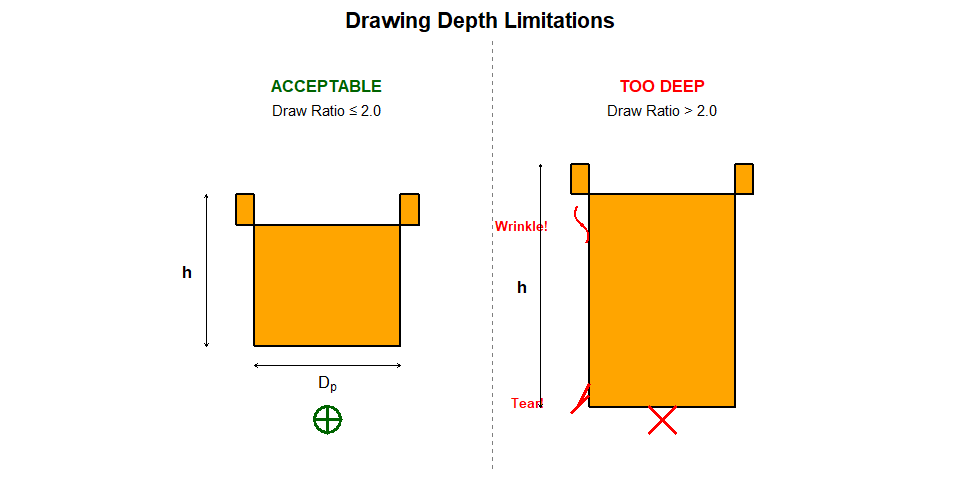 Drawing Depth Limitations
ACCEPTABLE
Draw Ratio ≤ 2.0
h
Dp
TOO DEEP
Draw Ratio > 2.0
Wrinkle!
h
Tear!